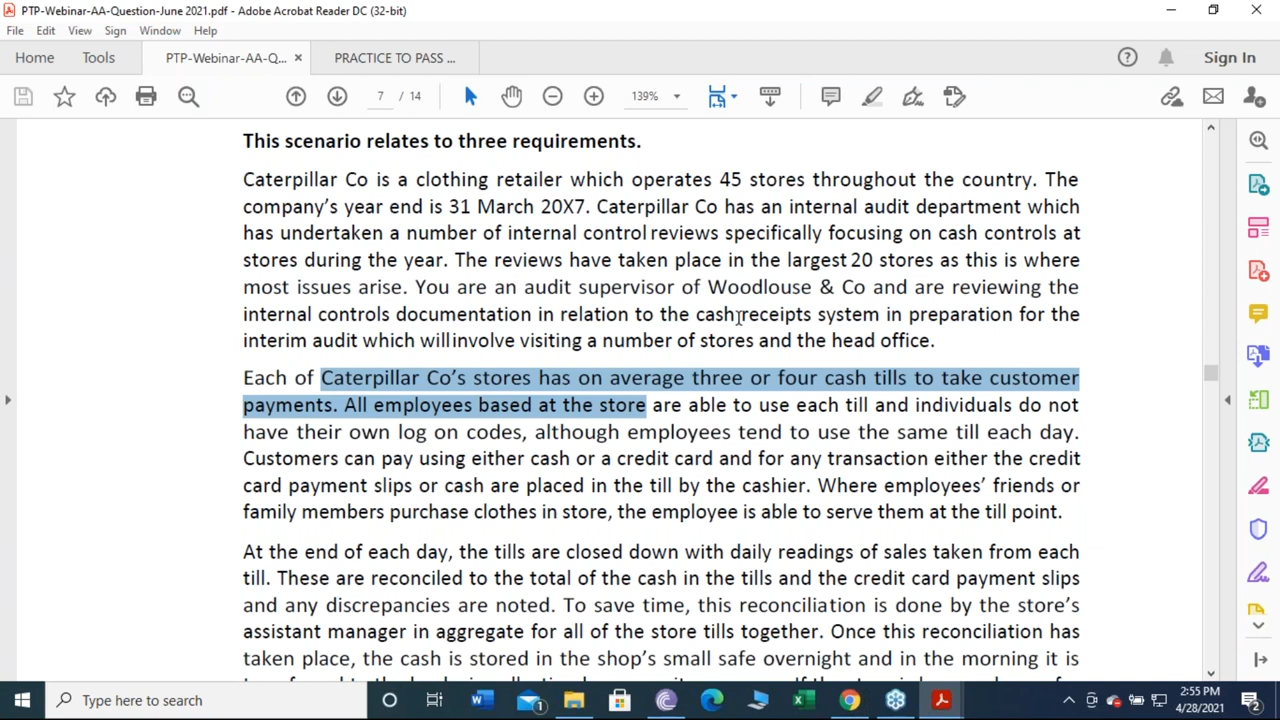 PTP-Webinar-AA-Question-June 2021.pdf - Adobe Acrobat Reader DC (32-bit)
File Edit View Sign Window Help
Home Tools PTP-Webinar-AA-Q... × PRACTICE TO PASS ... Sign In
7 / 14 139%
This scenario relates to three requirements.
Caterpillar Co is a clothing retailer which operates 45 stores throughout the country. The
company's year end is 31 March 20X7. Caterpillar Co has an internal audit department which
has undertaken a number of internal control reviews specifically focusing on cash controls at
stores during the year. The reviews have taken place in the largest 20 stores as this is where
most issues arise. You are an audit supervisor of Woodlouse & Co and are reviewing the
internal controls documentation in relation to the cash receipts system in preparation for the
interim audit which will involve visiting a number of stores and the head office.
Each of Caterpillar Co's stores has on average three or four cash tills to take customer
payments. All employees based at the store are able to use each till and individuals do not
have their own log on codes, although employees tend to use the same till each day.
Customers can pay using either cash or a credit card and for any transaction either the credit
card payment slips or cash are placed in the till by the cashier. Where employees' friends or
family members purchase clothes in store, the employee is able to serve them at the till point.
At the end of each day, the tills are closed down with daily readings of sales taken from each
till. These are reconciled to the total of the cash in the tills and the credit card payment slips
and any discrepancies are noted. To save time, this reconciliation is done by the store's
assistant manager in aggregate for all of the store tills together. Once this reconciliation has
taken place, the cash is stored in the shop's small safe overnight and in the morning it is
Type here to search
2:55 PM
4/28/2021